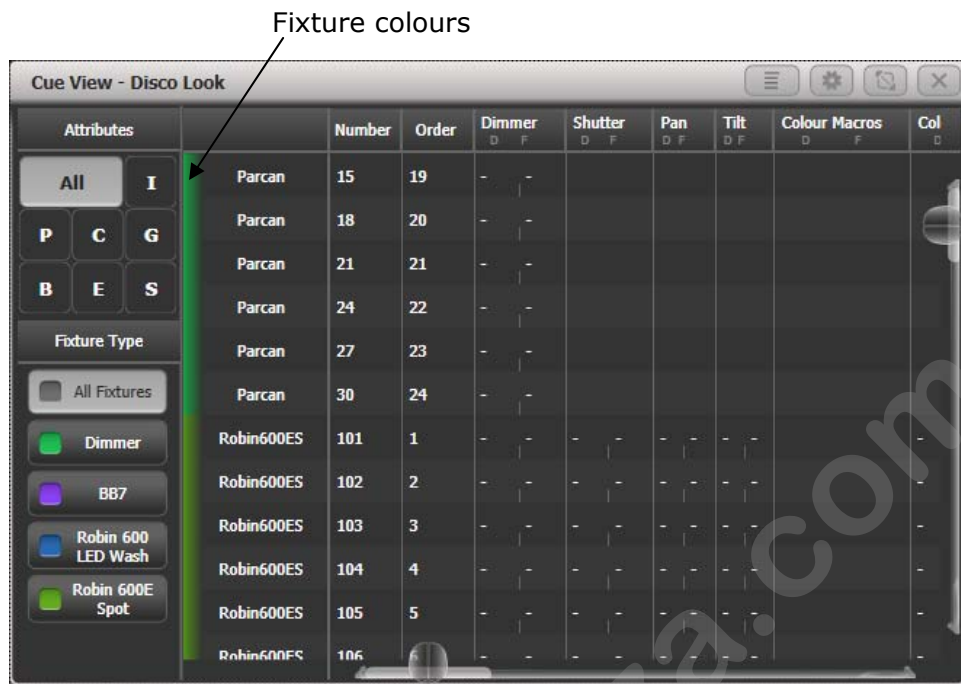 Fixture colours
Cue View - Disco Look
Attributes Number Order Dimmer Shutter Pan Tilt Colour Macros Col
D F D F D F D F D F D
All I
P C G
B E S
Fixture Type
All Fixtures
Dimmer
BB7
Robin 600
LED Wash
Robin 600E
Spot
Parcan 15 19 - -
Parcan 18 20 - -
Parcan 21 21 - -
Parcan 24 22 - -
Parcan 27 23 - -
Parcan 30 24 - -
Robin600ES 101 1 - - - - - - - - -
Robin600ES 102 2 - - - - - - - - -
Robin600ES 103 3 - - - - - - - - -
Robin600ES 104 4 - - - - - - - - -
Robin600ES 105 5 - - - - - - - - -
Robin600ES 106 6 - - - - - - - - -
za.com